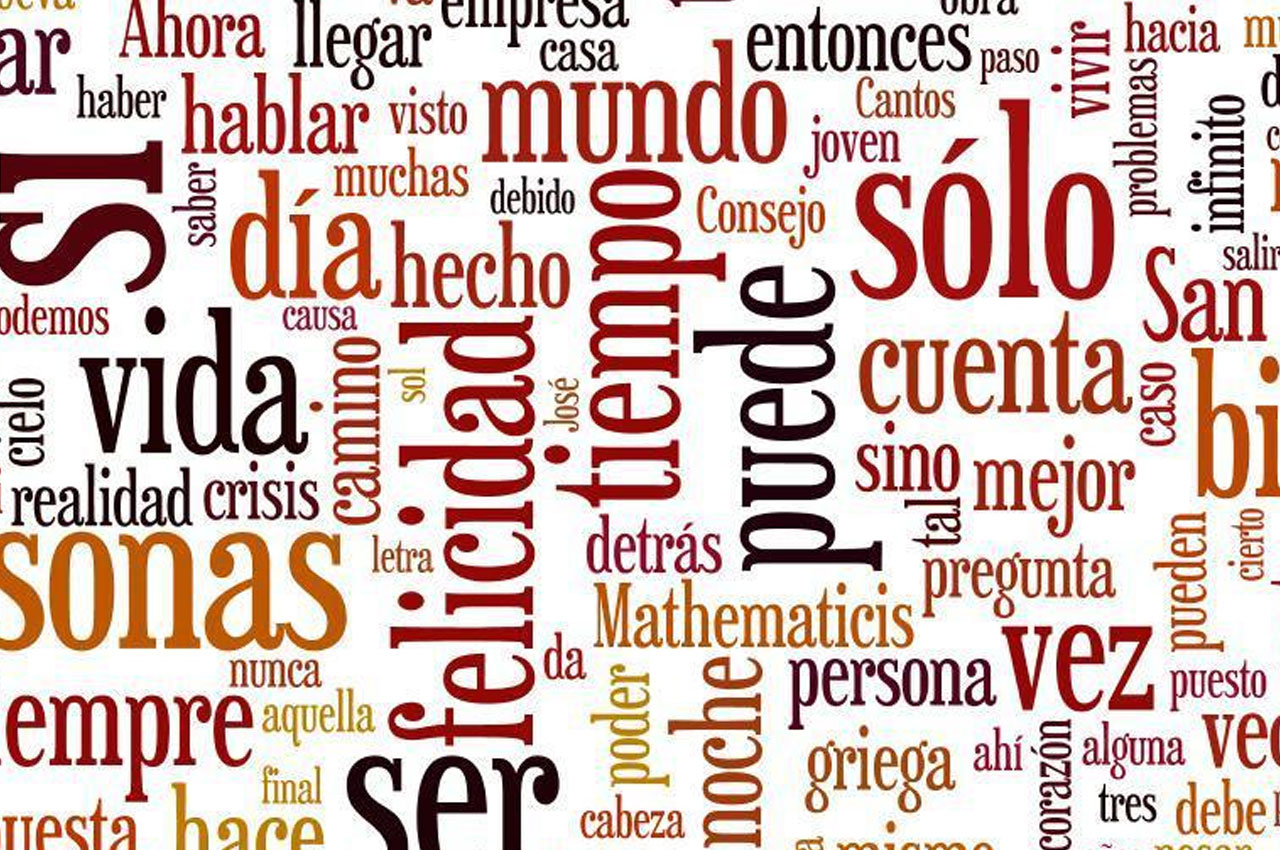 empresa
Ahora
llegar
casa
entonces
paso
vivir
hacia
haber
hablar
visto
mundo
Cantos
joven
problemas
infinito
SI
saber
muchas
debido
tiempo
Consejo
sólo
salir
día
hecho
puede
San
odemos
causa
vida
camino
sol
felicidad
José
cuenta
caso
bi
cielo
realidad
crisis
sino
mejor
tal
sonas
letra
detrás
pregunta
pueden
cierto
Mathematicis
nunca
da
poder
noche
persona
vez
puesto
empre
aquella
griega
ahí
corazón
alguna
vec
final
ser
tres
debe
uesta
hace
cabeza
mismo